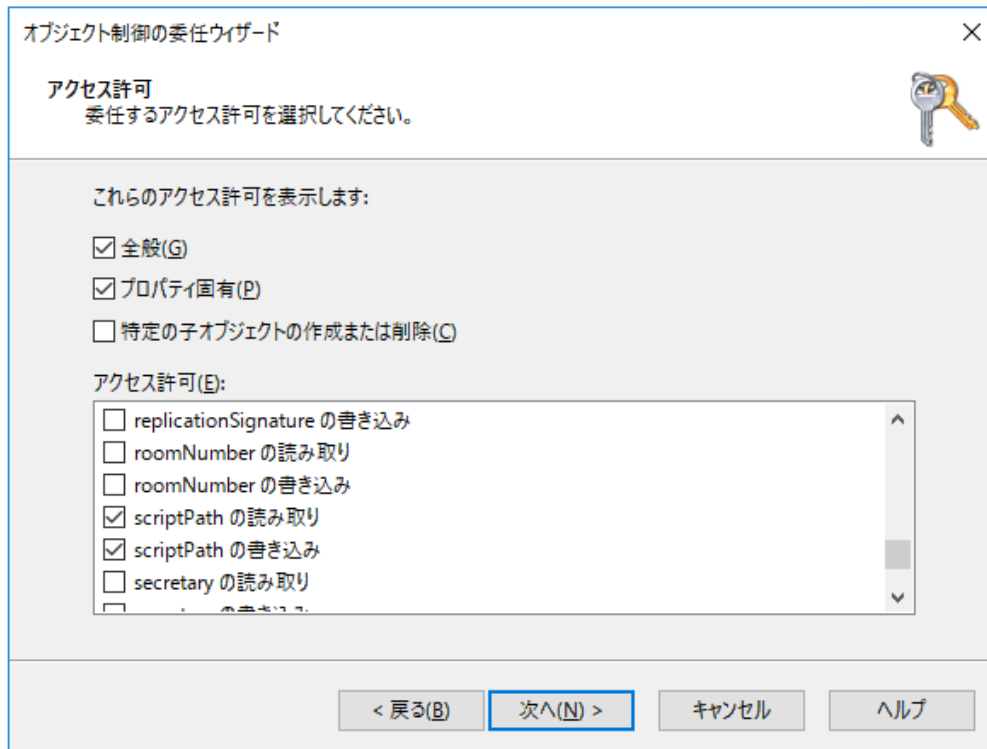 オブジェクト制御の委任ウィザード
アクセス許可
委任するアクセス許可を選択してください。
これらのアクセス許可を表示します:
全般(G)
プロパティ固有(P)
特定の子オブジェクトの作成または削除(C)
アクセス許可(E):
replicationSignature の書き込み
roomNumber の読み取り
roomNumber の書き込み
scriptPath の読み取り
scriptPath の書き込み
secretary の読み取り
< 戻る(B) 次へ(N) > キャンセル ヘルプ